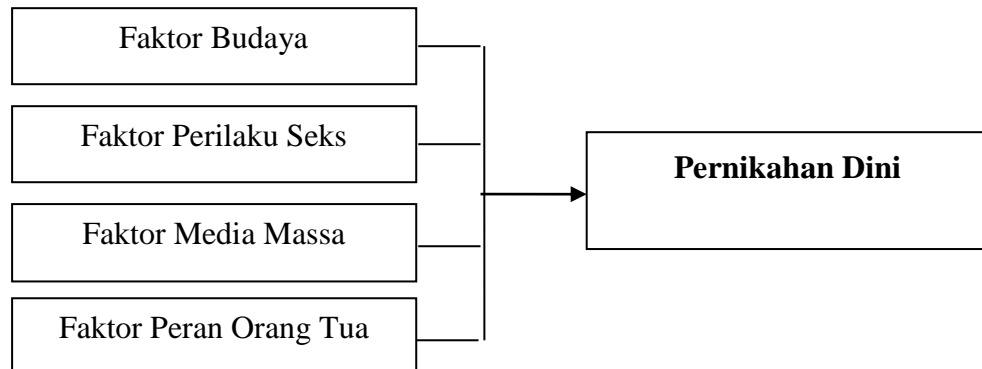 Faktor Budaya
Faktor Perilaku Seks
Faktor Media Massa
Faktor Peran Orang Tua
Pernikahan Dini